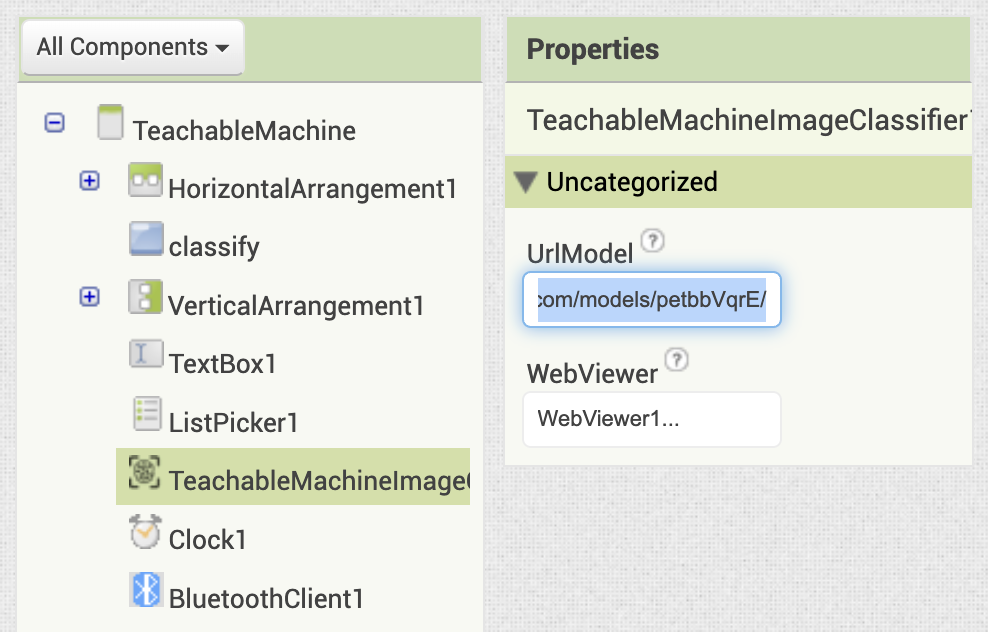 All Components
TeachableMachine
HorizontalArrangement1
classify
VerticalArrangement1
TextBox1
ListPicker1
TeachableMachineImage
Clock1
BluetoothClient1
Properties
TeachableMachineImageClassifier
Uncategorized
UrlModel ?
com/models/petbbVqrE/
WebViewer ?
WebViewer1...